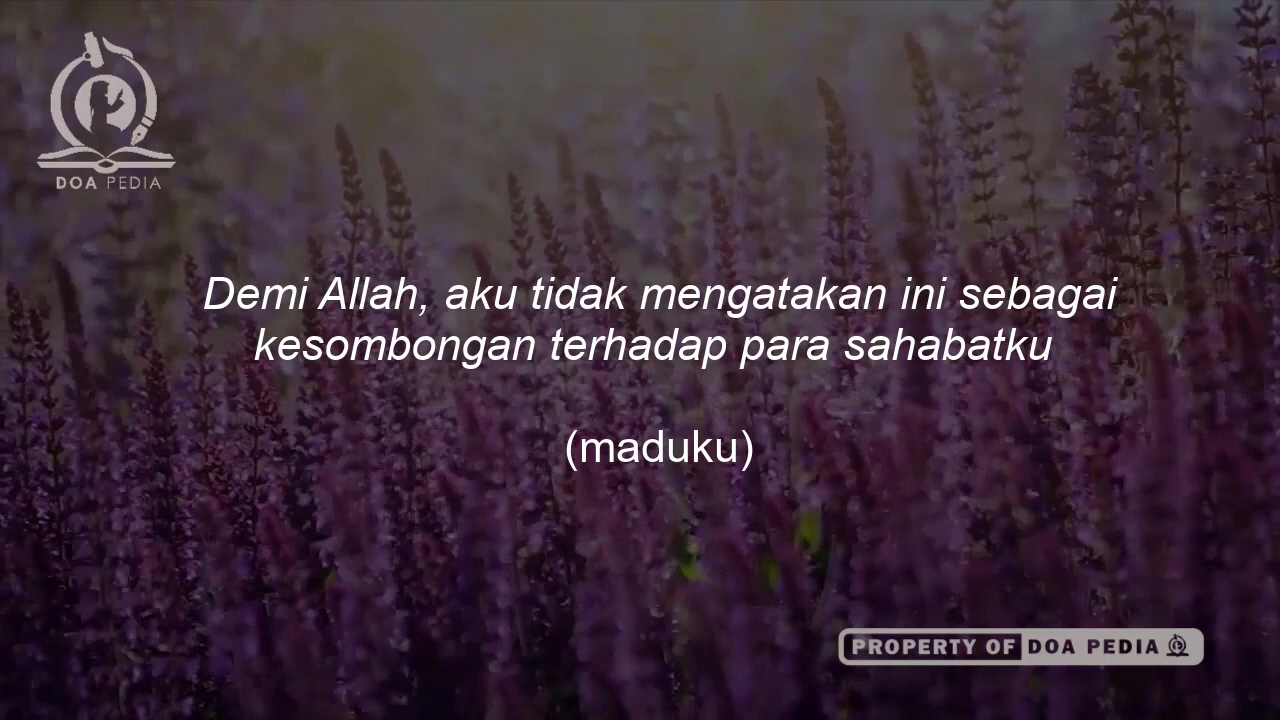 DOA PEDIA
Demi Allah, aku tidak mengatakan ini sebagai
kesombongan terhadap para sahabatku
(maduku)
PROPERTY OF DOA PEDIA